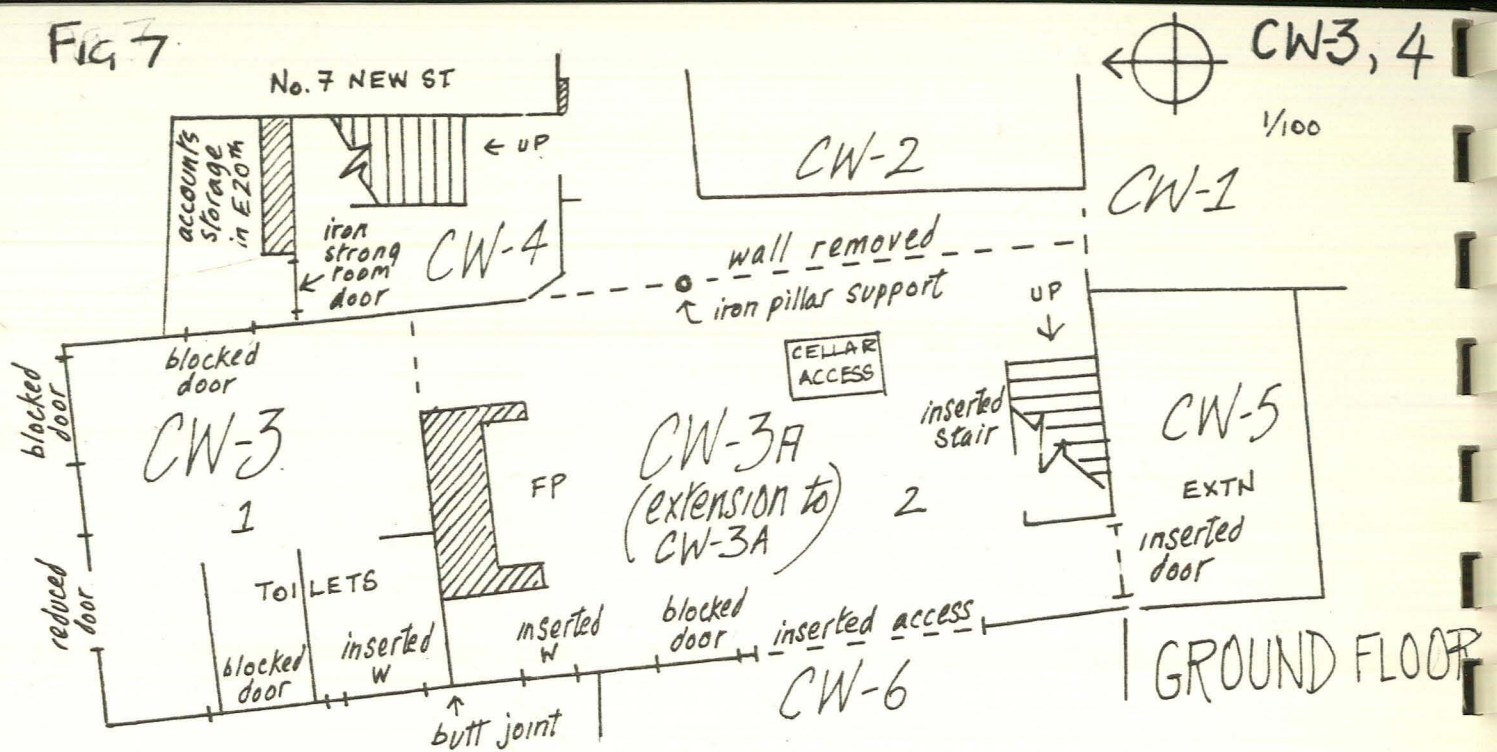 FIG 7
CW-3, 4
1/100
No. 7 NEW ST
← UP
accounts
storage
in E20th
iron
strong
room
door
CW-4
CW-2
CW-1
wall removed
iron pillar support
UP
CELLAR
ACCESS
blocked
door
blocked
door
CW-3
1
FP
CW-3A
(extension to)
CW-3A
2
inserted
stair
CW-5
EXTN
inserted
door
reduced
door
TOILETS
blocked
door
inserted
W
inserted
W
blocked
door
inserted access
CW-6
butt joint
GROUND FLOOR